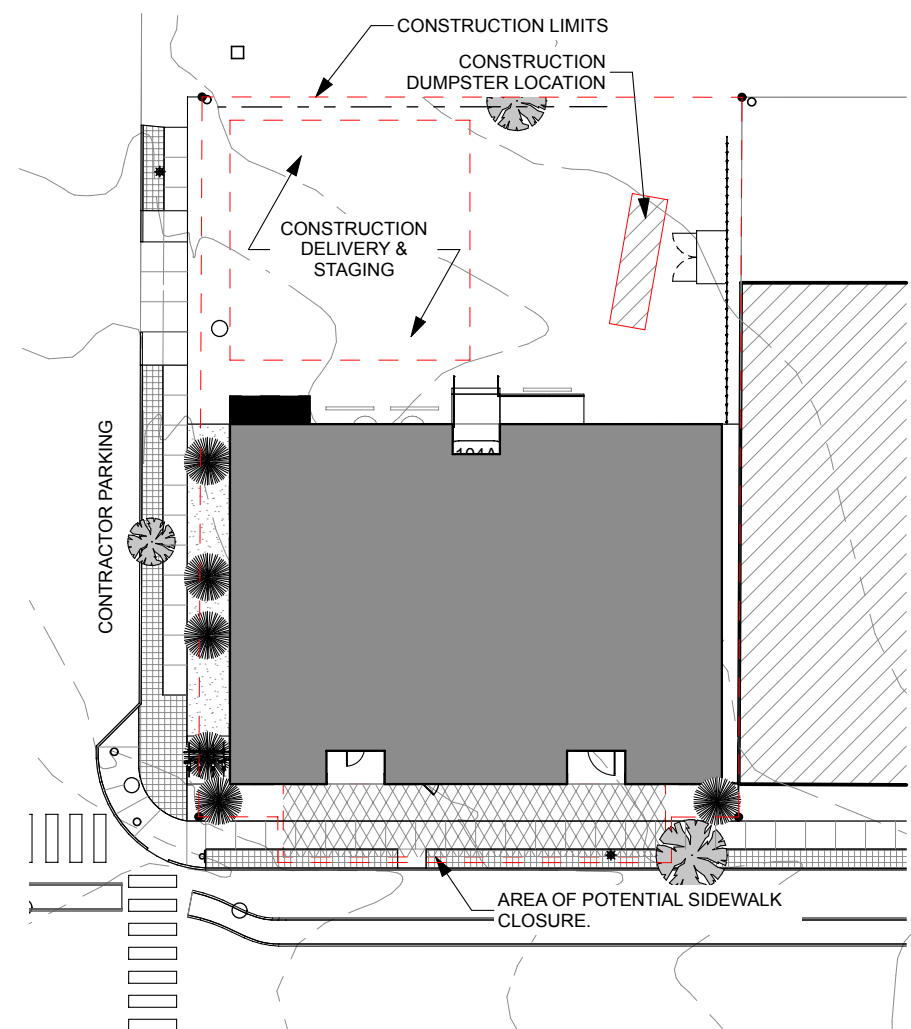 CONSTRUCTION LIMITS
CONSTRUCTION
DUMPSTER LOCATION
CONSTRUCTION
DELIVERY &
STAGING
CONTRACTOR PARKING
AREA OF POTENTIAL SIDEWALK
CLOSURE.